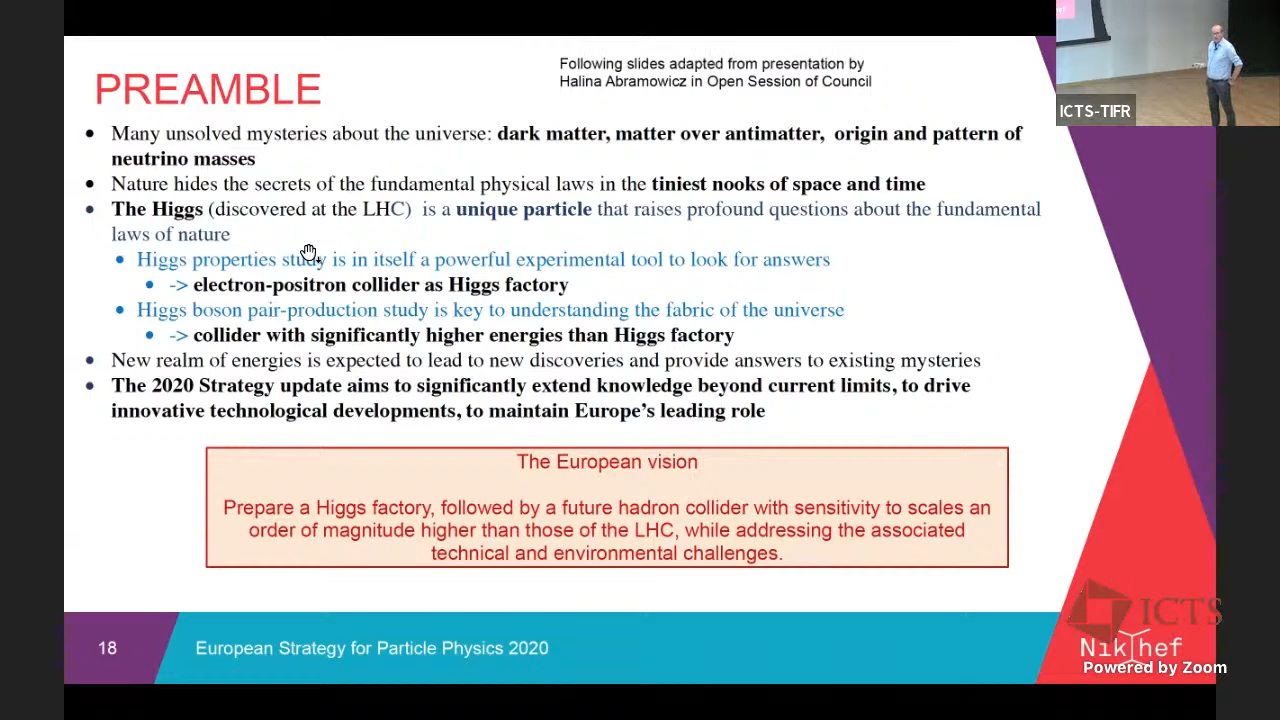 PREAMBLE
Following slides adapted from presentation by
Halina Abramowicz in Open Session of Council
ICTS-TIFR
• Many unsolved mysteries about the universe: dark matter, matter over antimatter, origin and pattern of
neutrino masses
• Nature hides the secrets of the fundamental physical laws in the tiniest nooks of space and time
• The Higgs (discovered at the LHC) is a unique particle that raises profound questions about the fundamental
laws of nature
• Higgs properties study is in itself a powerful experimental tool to look for answers
• -> electron-positron collider as Higgs factory
• Higgs boson pair-production study is key to understanding the fabric of the universe
• -> collider with significantly higher energies than Higgs factory
• New realm of energies is expected to lead to new discoveries and provide answers to existing mysteries
• The 2020 Strategy update aims to significantly extend knowledge beyond current limits, to drive
innovative technological developments, to maintain Europe's leading role
The European vision
Prepare a Higgs factory, followed by a future hadron collider with sensitivity to scales an
order of magnitude higher than those of the LHC, while addressing the associated
technical and environmental challenges.
ICTS
18
European Strategy for Particle Physics 2020
Nikhef
Powered by Zoom